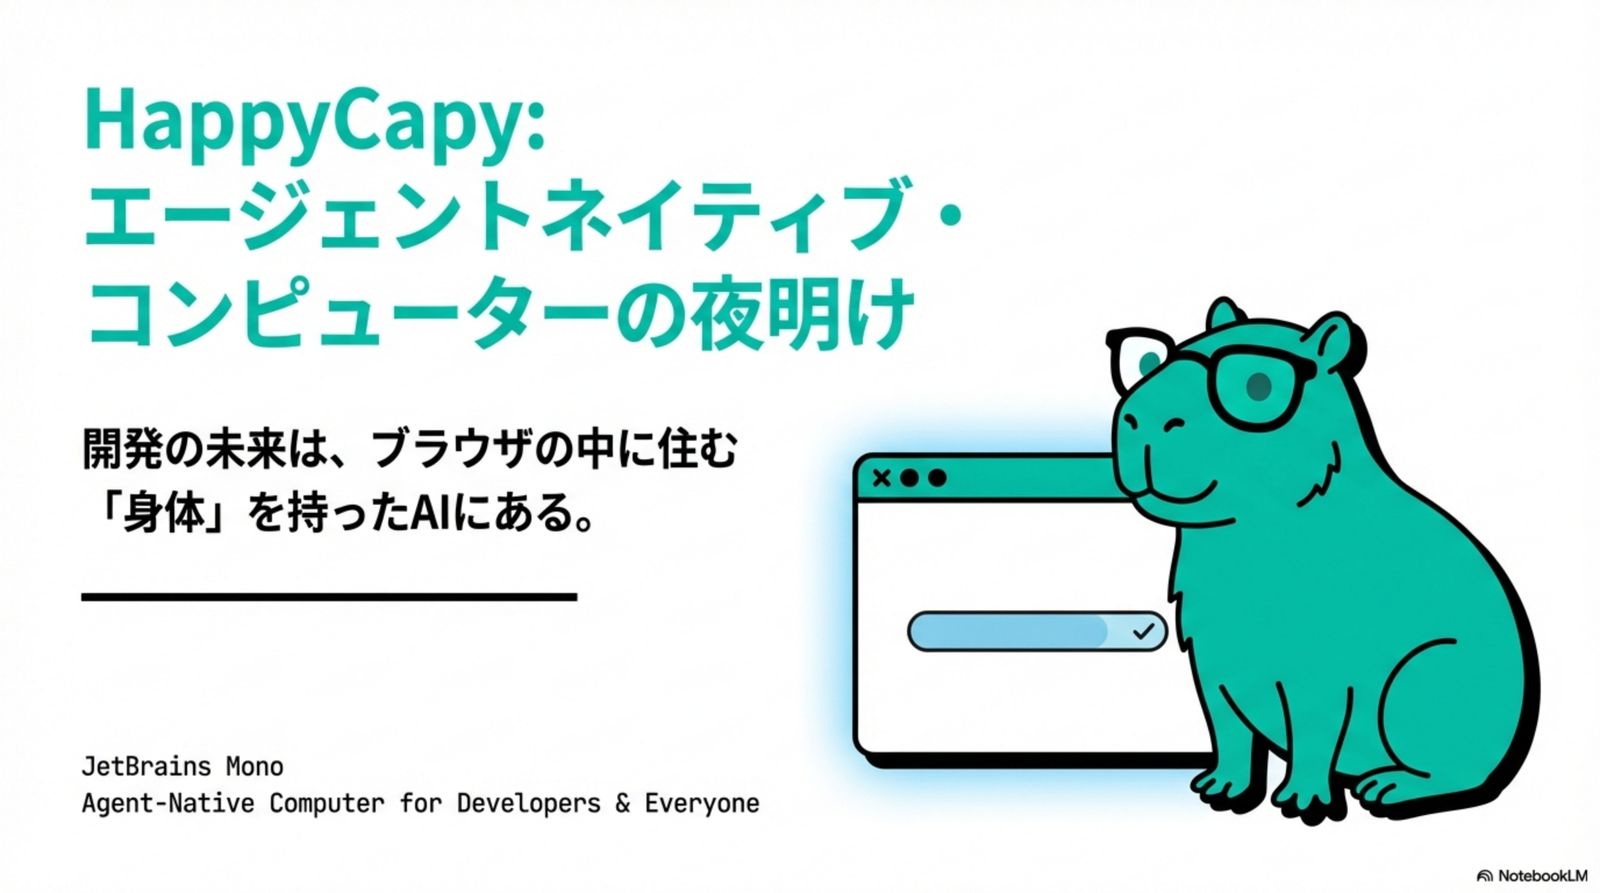 HappyCapy:
エージェントネイティブ・
コンピューターの夜明け
開発の未来は、ブラウザの中に住む
「身体」を持ったAIにある。
JetBrains Mono
Agent-Native Computer for Developers & Everyone
NotebookLM